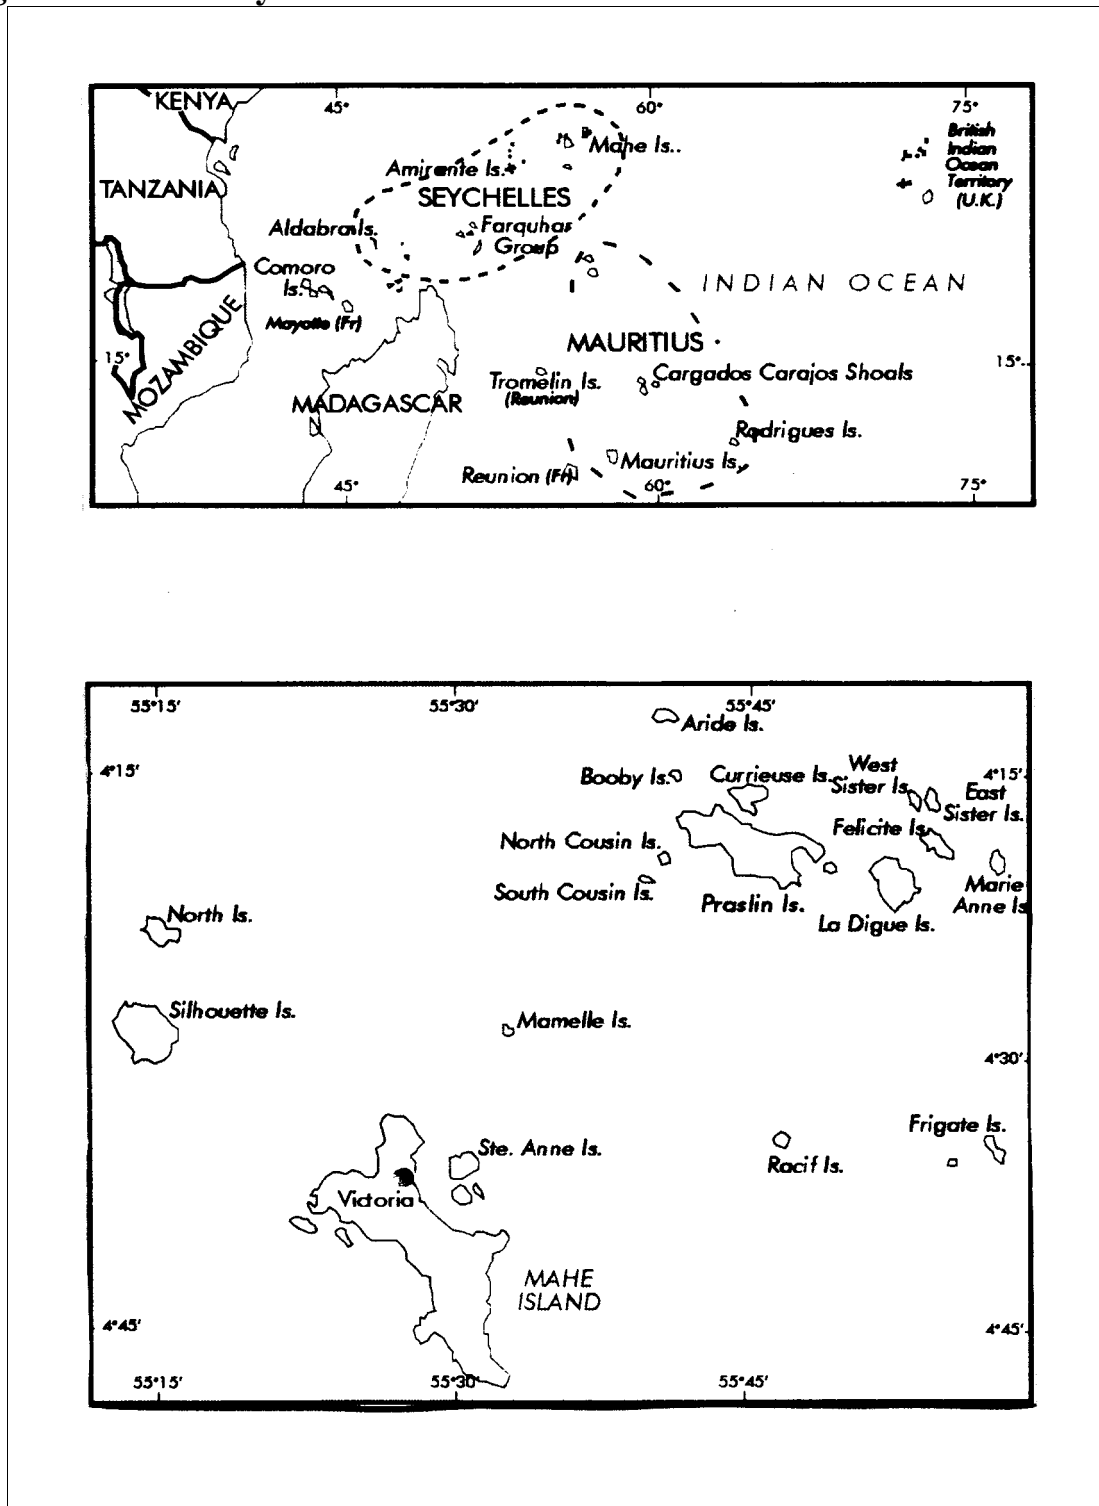 KENYA
45°
60°
75°
British
Indian
Ocean
Territory
(U.K.)
Mahe Is..
Amirante Is.
TANZANIA
SEYCHELLES
Aldabra Is.
Farquhar
Group
Comoro
Is.
INDIAN OCEAN
Mayotte (Fr)
MOZAMBIQUE
MAURITIUS
15°
15°
Tromelin Is.
(Reunion)
Cargados Carajos Shoals
MADAGASCAR
Rodrigues Is.
Mauritius Is.
Reunion (Fr)
45°
60°
75°
55°15'
55°30'
55°45'
Aride Is.
4°15'
Booby Is.
Currieuse Is.
West
Sister Is.
4°15'
East
Sister Is.
Felicite Is.
North Cousin Is.
South Cousin Is.
Praslin Is.
La Digue Is.
Marie
Anne Is
North Is.
Silhouette Is.
Mamelle Is.
4°30'
Frigate Is.
Ste. Anne Is.
Racif Is.
Victoria
MAHE
ISLAND
4°45'
4°45'
55°15'
55°30'
55°45'